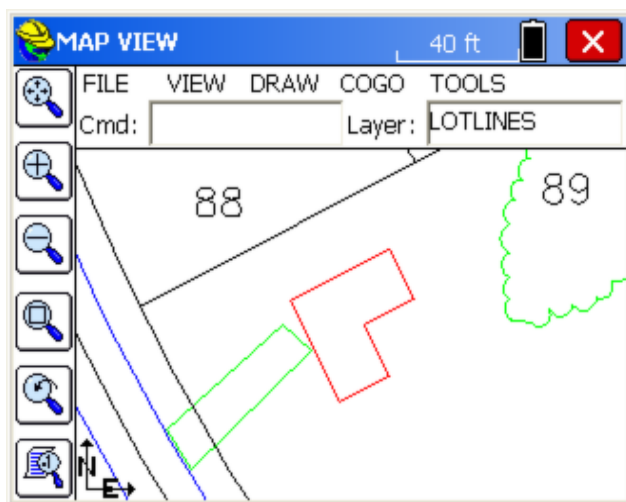 MAP VIEW 40 ft
FILE VIEW DRAW COGO TOOLS
Cmd: Layer: LOTLINES
88 89
N
E